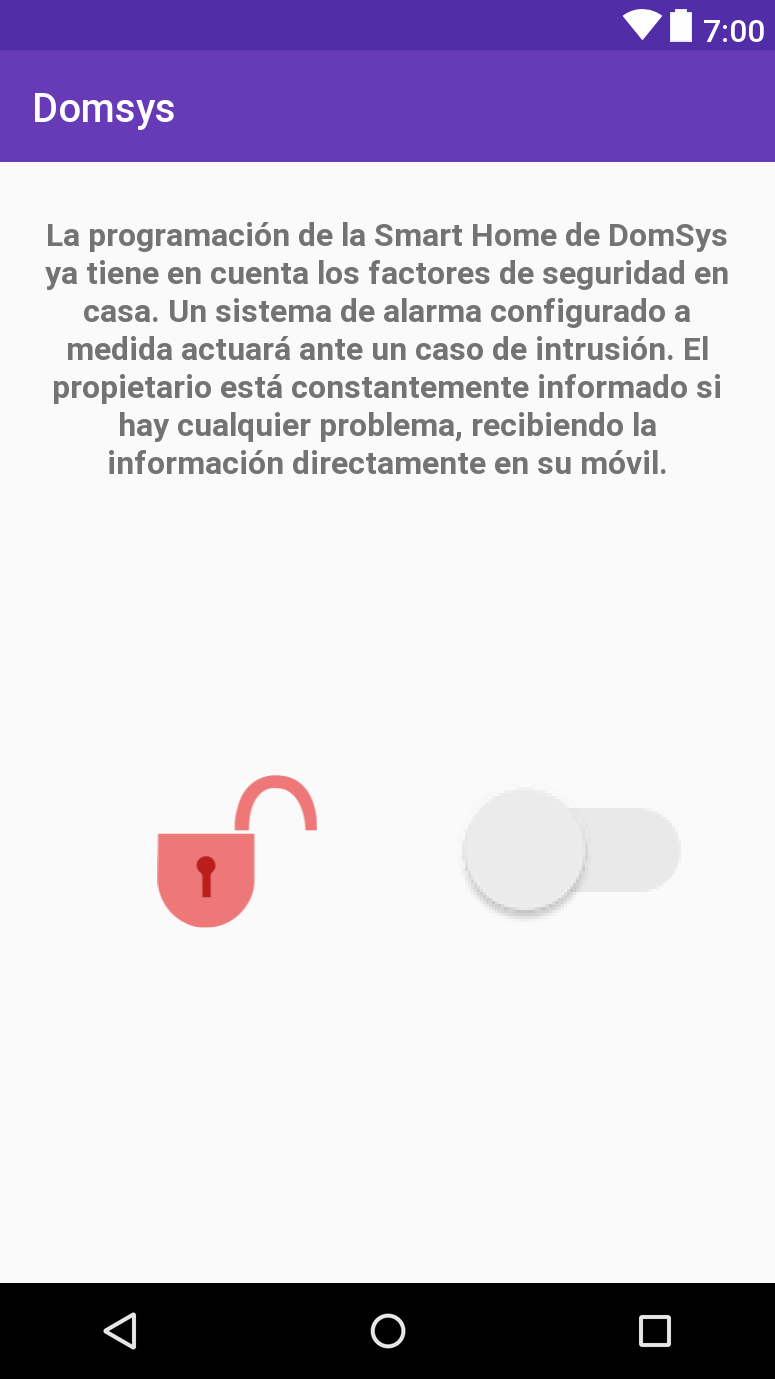 7:00
Domsys
La programación de la Smart Home de DomSys
ya tiene en cuenta los factores de seguridad en
casa. Un sistema de alarma configurado a
medida actuará ante un caso de intrusión. El
propietario está constantemente informado si
hay cualquier problema, recibiendo la
información directamente en su móvil.